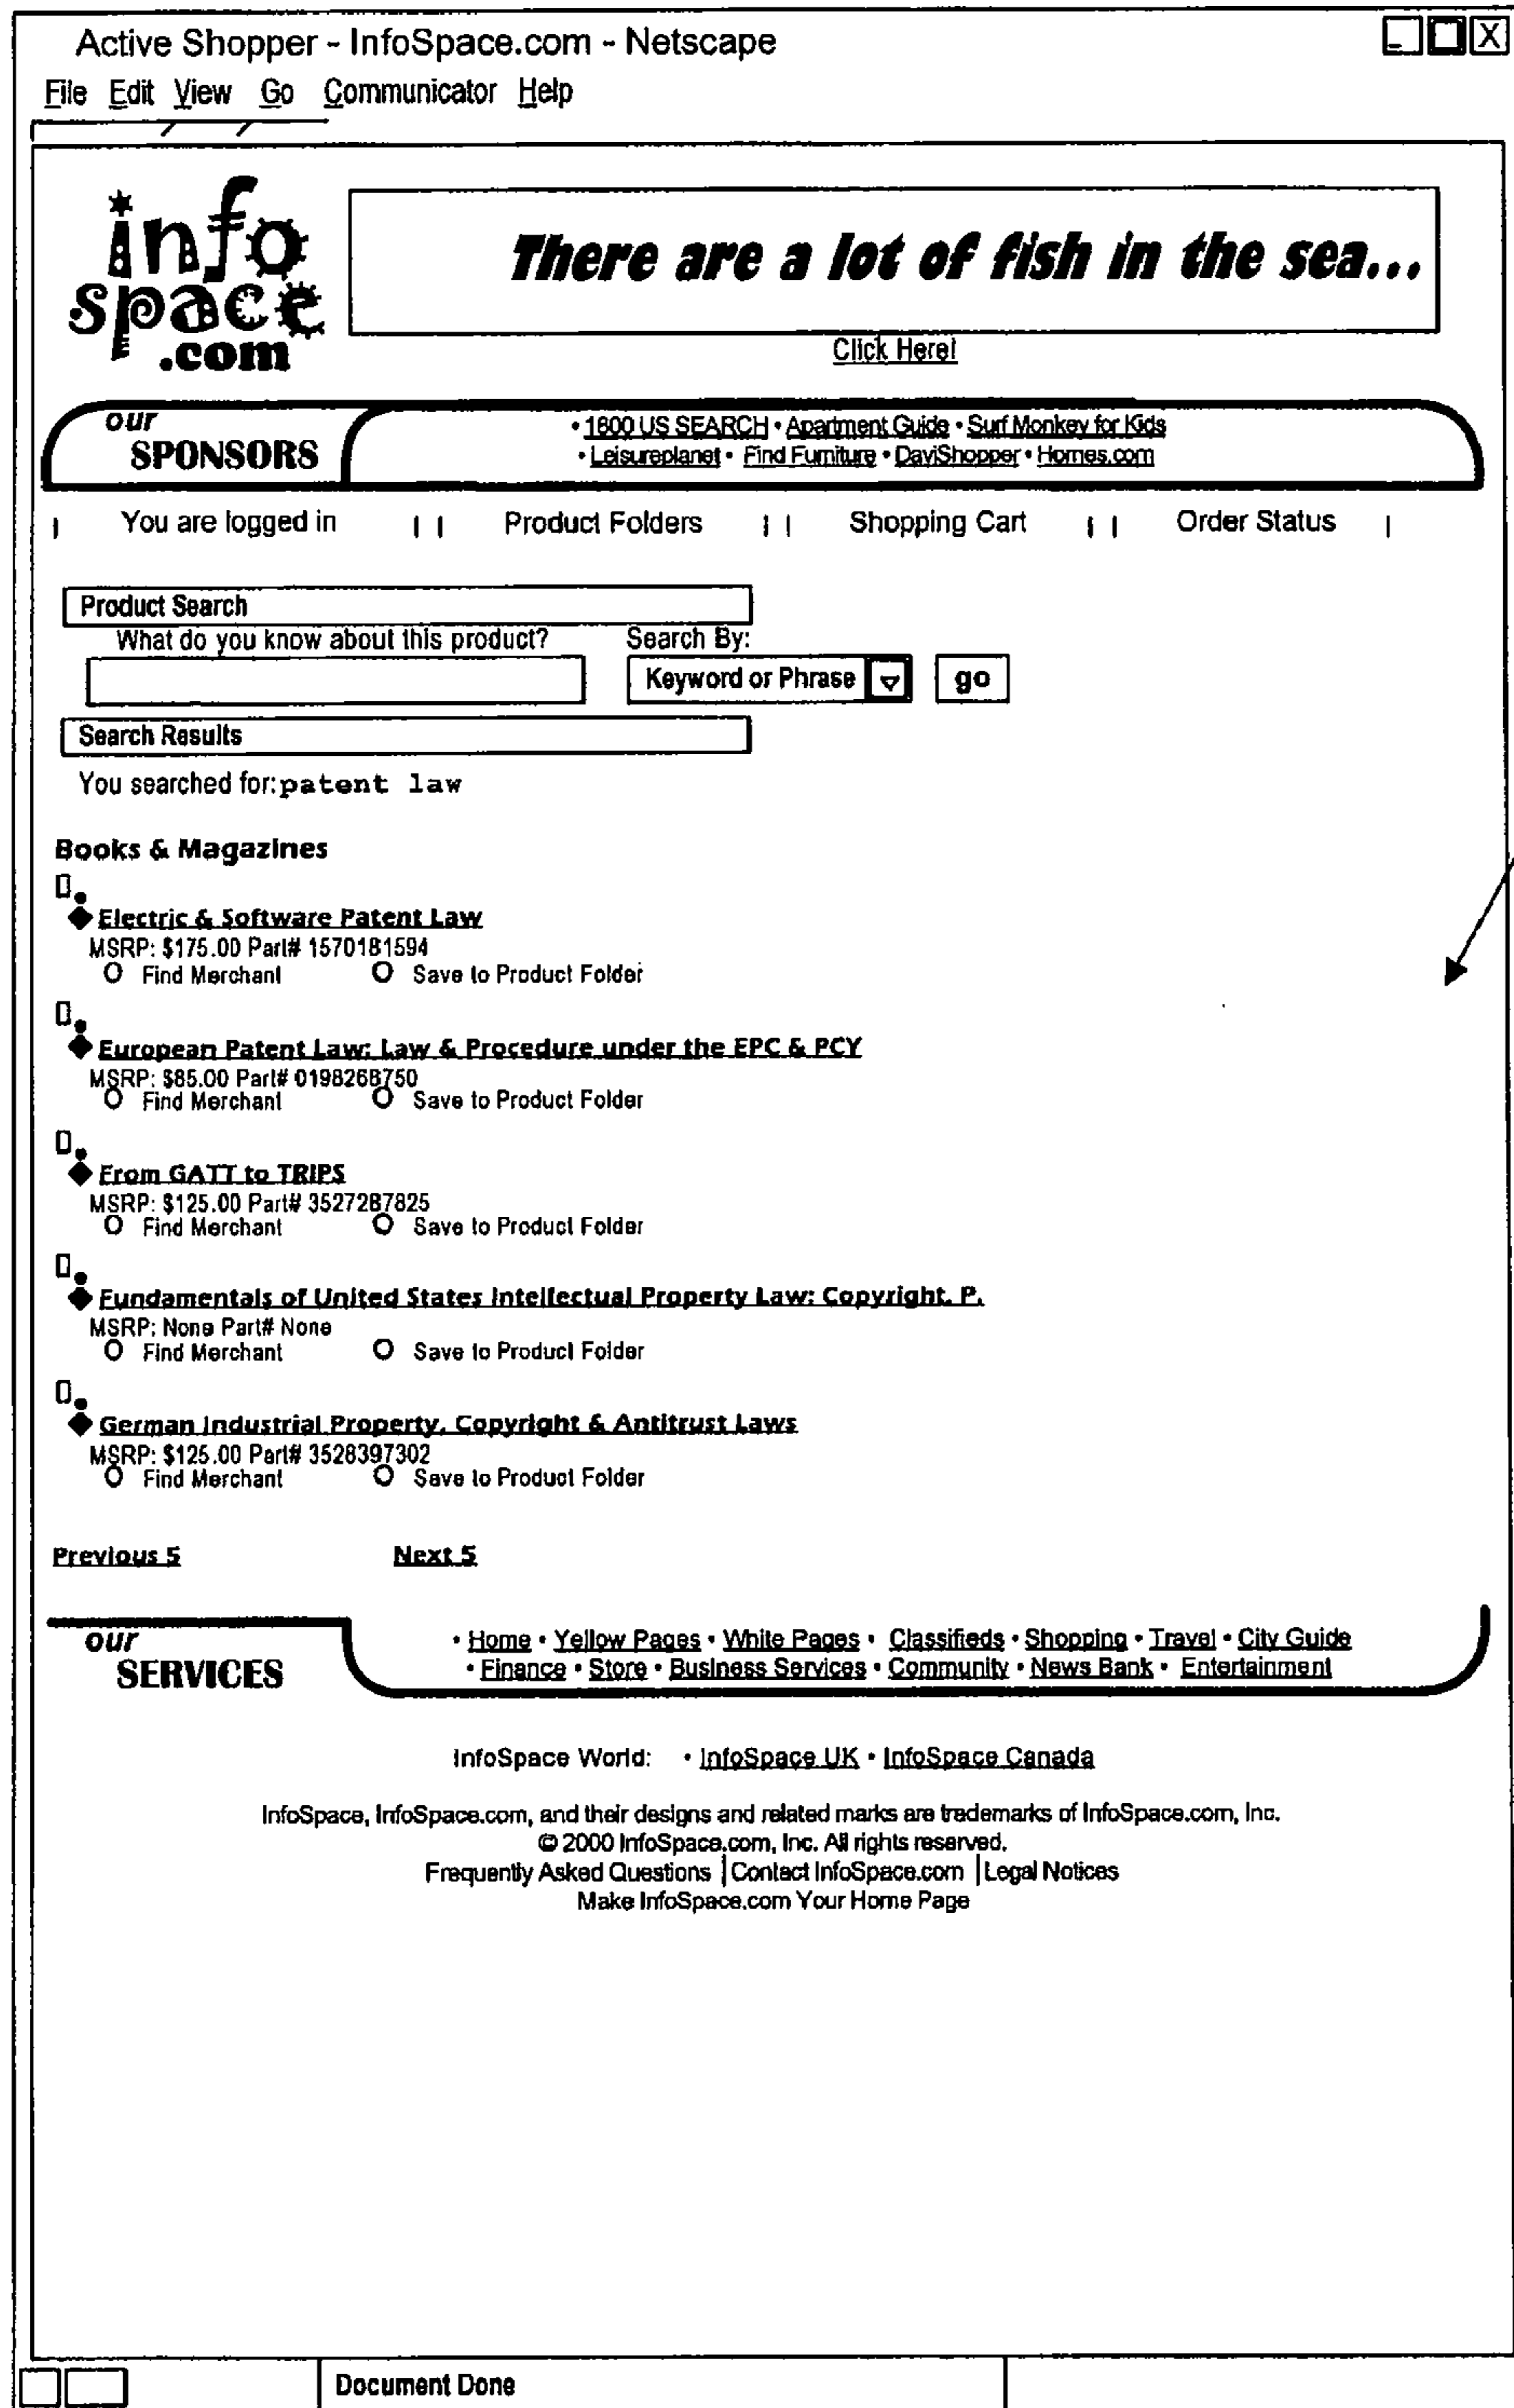 Active Shopper - InfoSpace.com - Netscape
File Edit View Go Communicator Help
info
space
.com
There are a lot of fish in the sea...
Click Here!
our
SPONSORS
• 1800 US SEARCH • Apartment Guide • Surf Monkey for Kids
• Leisureplanet • Find Furniture • DaviShopper • Homes.com
You are logged in | | Product Folders | | Shopping Cart | | Order Status |
Product Search
What do you know about this product? Search By:
Keyword or Phrase go
Search Results
You searched for: patent law
Books & Magazines
Electric & Software Patent Law
MSRP: $175.00 Part# 1570181594
O Find Merchant O Save to Product Folder
European Patent Law: Law & Procedure under the EPC & PCY
MSRP: $85.00 Part# 0198268750
O Find Merchant O Save to Product Folder
From GATT to TRIPS
MSRP: $125.00 Part# 3527287825
O Find Merchant O Save to Product Folder
Fundamentals of United States Intellectual Property Law: Copyright, P.
MSRP: None Part# None
O Find Merchant O Save to Product Folder
German Industrial Property, Copyright & Antitrust Laws
MSRP: $125.00 Part# 3528397302
O Find Merchant O Save to Product Folder
Previous 5 Next 5
our
SERVICES
• Home • Yellow Pages • White Pages • Classifieds • Shopping • Travel • City Guide
• Finance • Store • Business Services • Community • News Bank • Entertainment
InfoSpace World: • InfoSpace UK • InfoSpace Canada
InfoSpace, InfoSpace.com, and their designs and related marks are trademarks of InfoSpace.com, Inc.
© 2000 InfoSpace.com, Inc. All rights reserved.
Frequently Asked Questions | Contact InfoSpace.com | Legal Notices
Make InfoSpace.com Your Home Page
Document Done